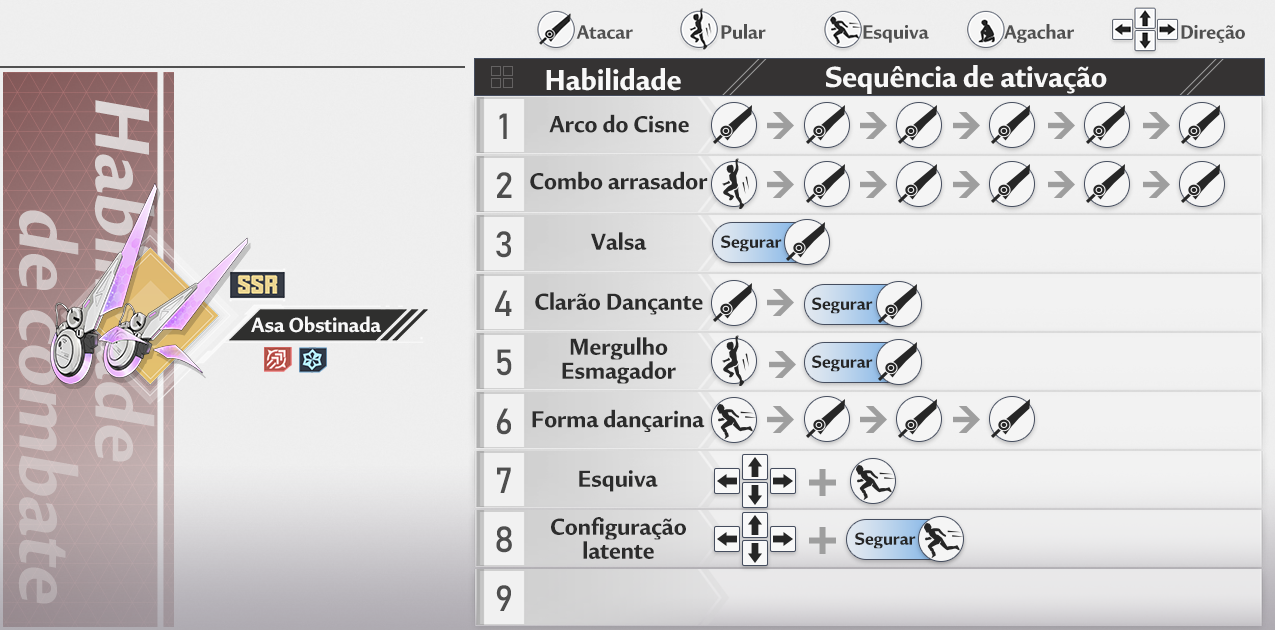 Atacar
Pular
Esquiva
Agachar
Direção
Habilidade
de combate
SSR
Asa Obstinada
Habilidade
Sequência de ativação
1
Arco do Cisne
2
Combo arrasador
3
Valsa
Segurar
4
Clarão Dançante
Segurar
5
Mergulho
Esmagador
Segurar
6
Forma dançarina
7
Esquiva
8
Configuração
latente
Segurar
9